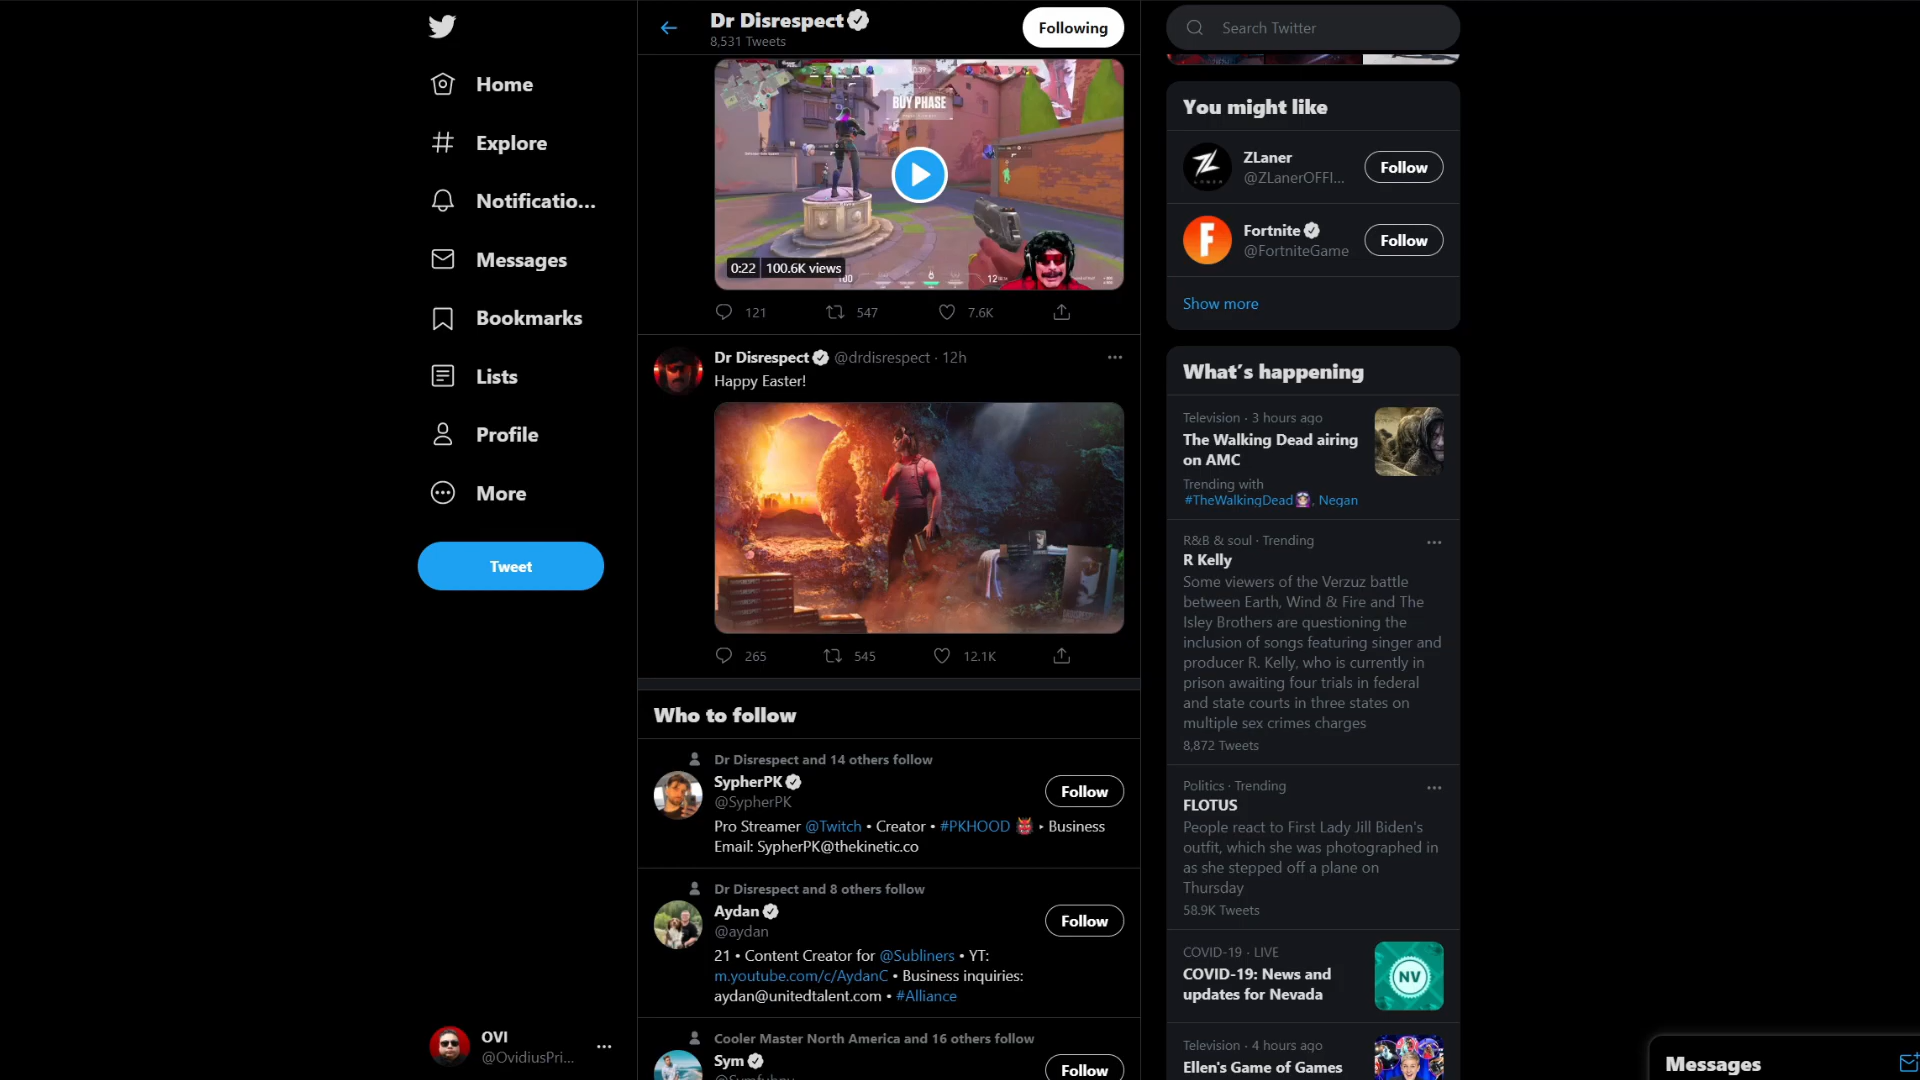 Home
Explore
Notificatio...
Messages
Bookmarks
Lists
Profile
More
Tweet
OVI
@OvidiusPri...
Dr Disrespect
8,531 Tweets
Following
BUY PHASE
0:22 100.6K views
100
12
121 547 7.6K
Dr Disrespect @drdisrespect · 12h
Happy Easter!
265 545 12.1K
Who to follow
Dr Disrespect and 14 others follow
SypherPK
@SypherPK
Follow
Pro Streamer @Twitch • Creator • #PKHOOD 👹 ‣ Business
Email: SypherPK@thekinetic.co
Dr Disrespect and 8 others follow
Aydan
@aydan
Follow
21 • Content Creator for @Subliners • YT:
m.youtube.com/c/AydanC • Business inquiries:
aydan@unitedtalent.com • #Alliance
Cooler Master North America and 16 others follow
Sym
Follow
Search Twitter
You might like
ZLaner
@ZLanerOFFI...
Follow
Fortnite
@FortniteGame
Follow
Show more
What's happening
Television · 3 hours ago
The Walking Dead airing
on AMC
Trending with
#TheWalkingDead, Negan
R&B & soul · Trending
R Kelly
Some viewers of the Verzuz battle
between Earth, Wind & Fire and The
Isley Brothers are questioning the
inclusion of songs featuring singer and
producer R. Kelly, who is currently in
prison awaiting four trials in federal
and state courts in three states on
multiple sex crimes charges
8,872 Tweets
Politics · Trending
FLOTUS
People react to First Lady Jill Biden's
outfit, which she was photographed in
as she stepped off a plane on
Thursday
58.9K Tweets
COVID-19 · LIVE
COVID-19: News and
updates for Nevada
NV
Television · 4 hours ago
Ellen's Game of Games
Messages